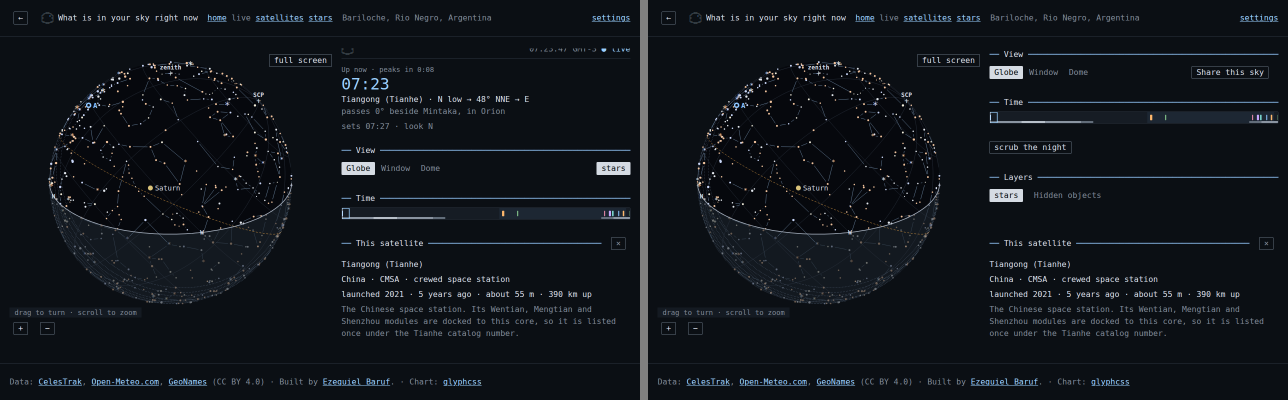 ← What is in your sky right now home live satellites stars Bariloche, Rio Negro, Argentina settings
full screen
zenith
SCP
A
Saturn
W
drag to turn · scroll to zoom
+ −
07:23:47 GMT-3 live
Up now · peaks in 0:08
07:23
Tiangong (Tianhe) · N low → 48° NNE → E
passes 0° beside Mintaka, in Orion
sets 07:27 · look N
View
Globe Window Dome stars
Time
This satellite ×
Tiangong (Tianhe)
China · CMSA · crewed space station
launched 2021 · 5 years ago · about 55 m · 390 km up
The Chinese space station. Its Wentian, Mengtian and
Shenzhou modules are docked to this core, so it is listed
once under the Tianhe catalog number.
Data: CelesTrak, Open-Meteo.com, GeoNames (CC BY 4.0) · Built by Ezequiel Baruf. · Chart: glyphcss
← What is in your sky right now home live satellites stars Bariloche, Rio Negro, Argentina settings
full screen
zenith
SCP
A
Saturn
W
drag to turn · scroll to zoom
+ −
View
Globe Window Dome Share this sky
Time
scrub the night
Layers
stars Hidden objects
This satellite ×
Tiangong (Tianhe)
China · CMSA · crewed space station
launched 2021 · 5 years ago · about 55 m · 390 km up
The Chinese space station. Its Wentian, Mengtian and
Shenzhou modules are docked to this core, so it is listed
once under the Tianhe catalog number.
Data: CelesTrak, Open-Meteo.com, GeoNames (CC BY 4.0) · Built by Ezequiel Baruf. · Chart: glyphcss